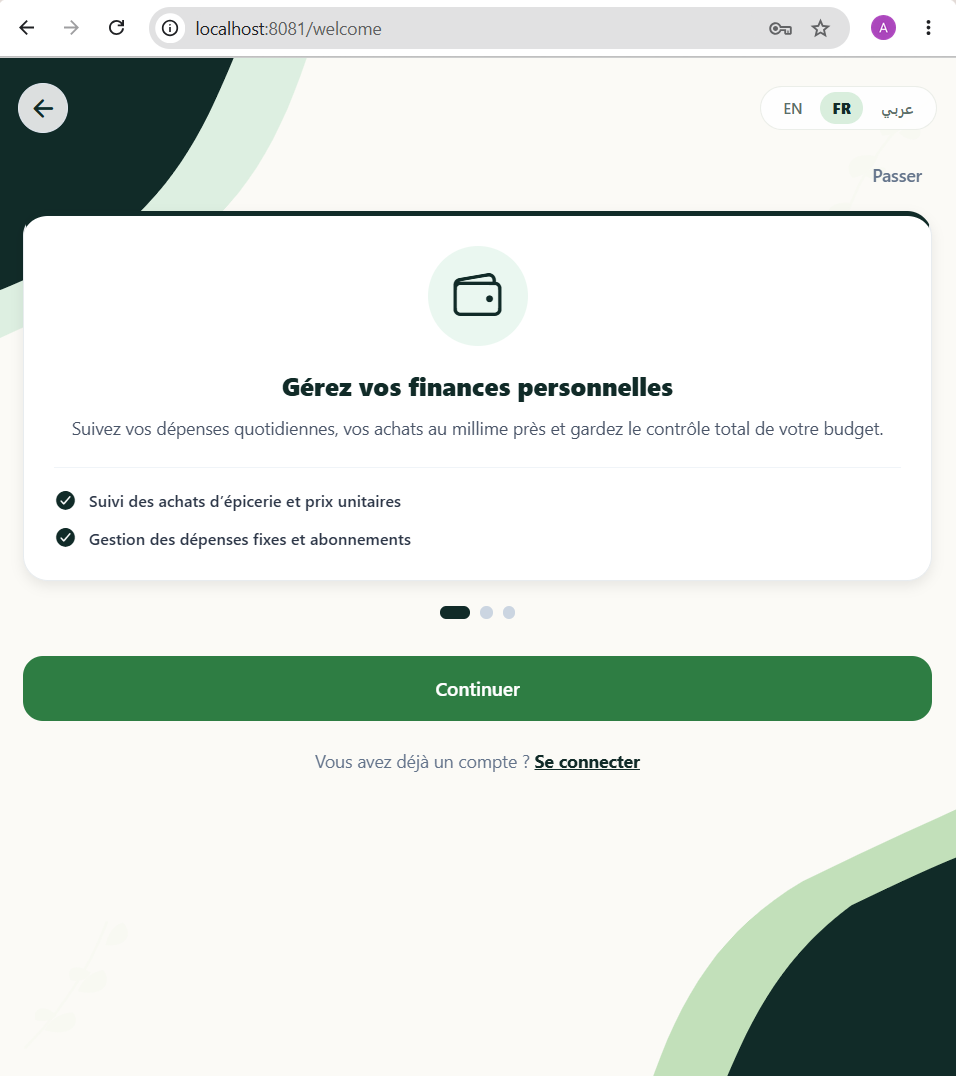 localhost:8081/welcome
A
EN FR عربي
Passer
Gérez vos finances personnelles
Suivez vos dépenses quotidiennes, vos achats au millime près et gardez le contrôle total de votre budget.
Suivi des achats d’épicerie et prix unitaires
Gestion des dépenses fixes et abonnements
Continuer
Vous avez déjà un compte ? Se connecter